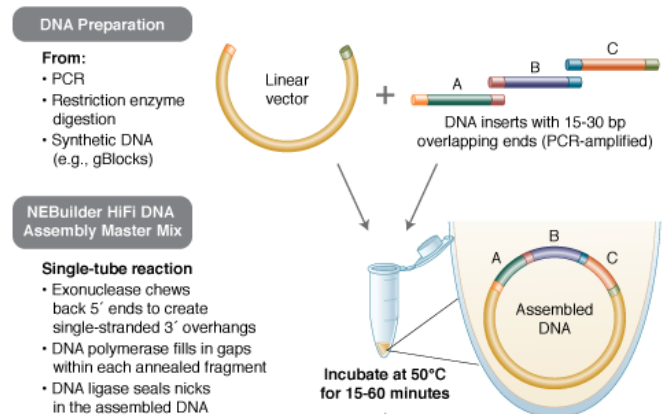 DNA Preparation
From:
• PCR
• Restriction enzyme
digestion
• Synthetic DNA
(e.g., gBlocks)
Linear
vector
+
A
B
C
DNA inserts with 15-30 bp
overlapping ends (PCR-amplified)
NEBuilder HiFi DNA
Assembly Master Mix
Single-tube reaction
• Exonuclease chews
back 5´ ends to create
single-stranded 3´ overhangs
• DNA polymerase fills in gaps
within each annealed fragment
• DNA ligase seals nicks
in the assembled DNA
Incubate at 50°C
for 15-60 minutes
A
B
C
Assembled
DNA